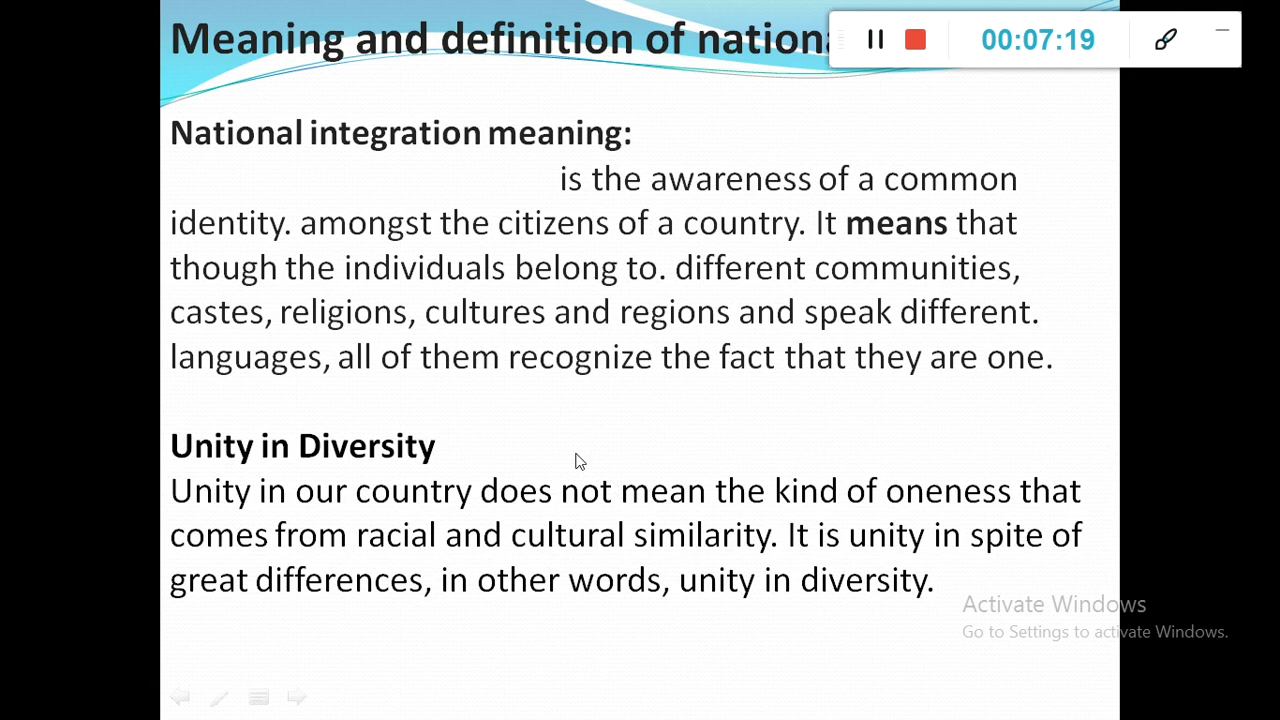 Meaning and definition of nation
00:07:19
National integration meaning:
is the awareness of a common
identity. amongst the citizens of a country. It means that
though the individuals belong to. different communities,
castes, religions, cultures and regions and speak different.
languages, all of them recognize the fact that they are one.
Unity in Diversity
Unity in our country does not mean the kind of oneness that
comes from racial and cultural similarity. It is unity in spite of
great differences, in other words, unity in diversity.
Activate Windows
Go to Settings to activate Windows.